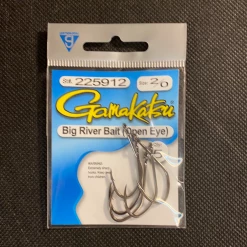 Stk. 225912 Size: 2/0
Gamakatsu
Big River Bait (Open Eye)
WARNING